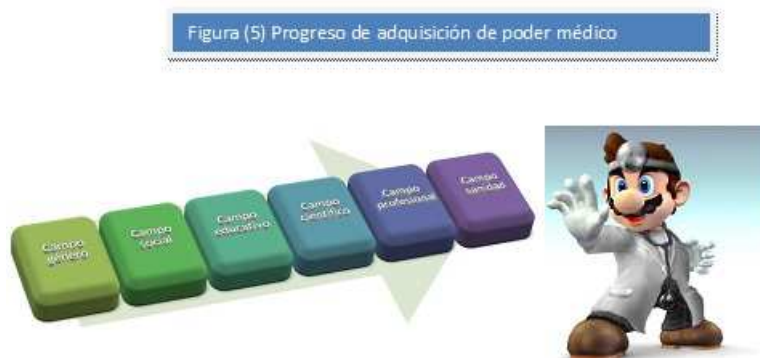 Figura (5) Progreso de adquisición de poder médico
Campo
género
Campo
social
Campo
educativo
Campo
científico
Campo
profesional
Campo
sanidad